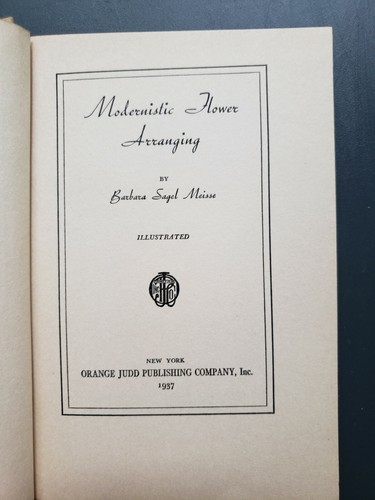 Modernistic Flower
Arranging
BY
Barbara Sagel Meisse
ILLUSTRATED
NEW YORK
ORANGE JUDD PUBLISHING COMPANY, Inc.
1937